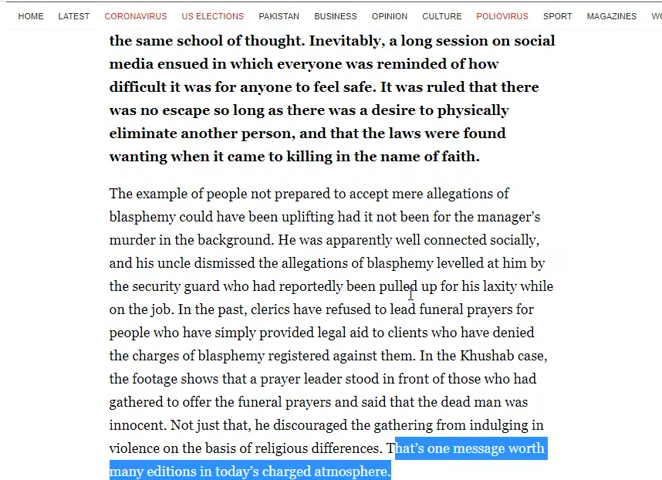 HOME LATEST CORONAVIRUS US ELECTIONS PAKISTAN BUSINESS OPINION CULTURE POLIOVIRUS SPORT MAGAZINES WO
the same school of thought. Inevitably, a long session on social
media ensued in which everyone was reminded of how
difficult it was for anyone to feel safe. It was ruled that there
was no escape so long as there was a desire to physically
eliminate another person, and that the laws were found
wanting when it came to killing in the name of faith.
The example of people not prepared to accept mere allegations of
blasphemy could have been uplifting had it not been for the manager’s
murder in the background. He was apparently well connected socially,
and his uncle dismissed the allegations of blasphemy levelled at him by
the security guard who had reportedly been pulled up for his laxity while
on the job. In the past, clerics have refused to lead funeral prayers for
people who have simply provided legal aid to clients who have denied
the charges of blasphemy registered against them. In the Khushab case,
the footage shows that a prayer leader stood in front of those who had
gathered to offer the funeral prayers and said that the dead man was
innocent. Not just that, he discouraged the gathering from indulging in
violence on the basis of religious differences. That’s one message worth
many editions in today’s charged atmosphere.